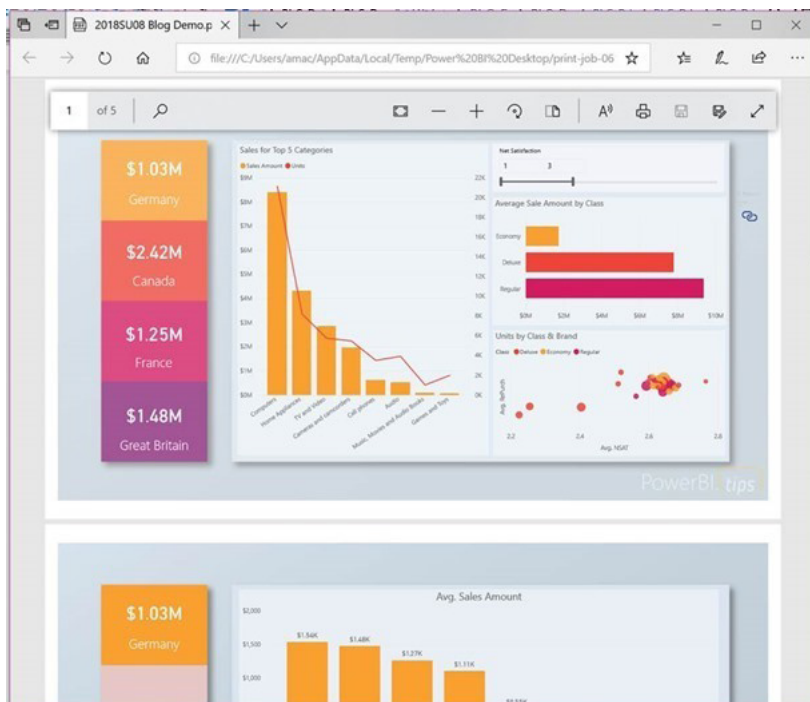 2018SU08 Blog Demo.p
file:///C:/Users/amac/AppData/Local/Temp/Power%20BI%20Desktop/print-job-06
1 of 5
$1.03M
Germany
$2.42M
Canada
$1.25M
France
$1.48M
Great Britain
Sales for Top 5 Categories
Sales Amount Units
$9M
$8M
$7M
$6M
$5M
$4M
$3M
$2M
$1M
$0M
22K
20K
18K
16K
14K
12K
10K
8K
6K
4K
2K
0K
Computers
Home Appliances
TV and Video
Cameras and camcorders
Cell phones
Audio
Music, Movies and Audio Books
Games and Toys
Net Satisfaction
1 3
Average Sale Amount by Class
Economy
Deluxe
Regular
$0M $2M $4M $6M $8M $10M
Units by Class & Brand
Class Deluxe Economy Regular
Avg. Refunds
2.2 2.4 2.6 2.8
Avg. NSAT
PowerBI.tips
$1.03M
Germany
Avg. Sales Amount
$2,000
$1,500
$1,000
$1.54K
$1.48K
$1.27K
$1.11K